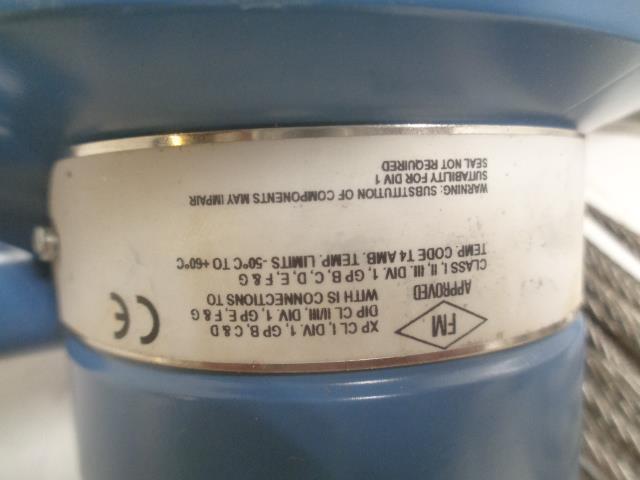 FM
APPROVED
XP CL I, DIV. 1, GP B, C & D
DIP CL II/III, DIV. 1, GP E, F & G
WITH IS CONNECTIONS TO
CLASS I, II, III, DIV. 1, GP B, C, D, E, F & G
TEMP. CODE T4 AMB. TEMP. LIMITS -50°C TO +60°C
CE
WARNING: SUBSTITUTION OF COMPONENTS MAY IMPAIR
SUITABILITY FOR DIV 1
SEAL NOT REQUIRED